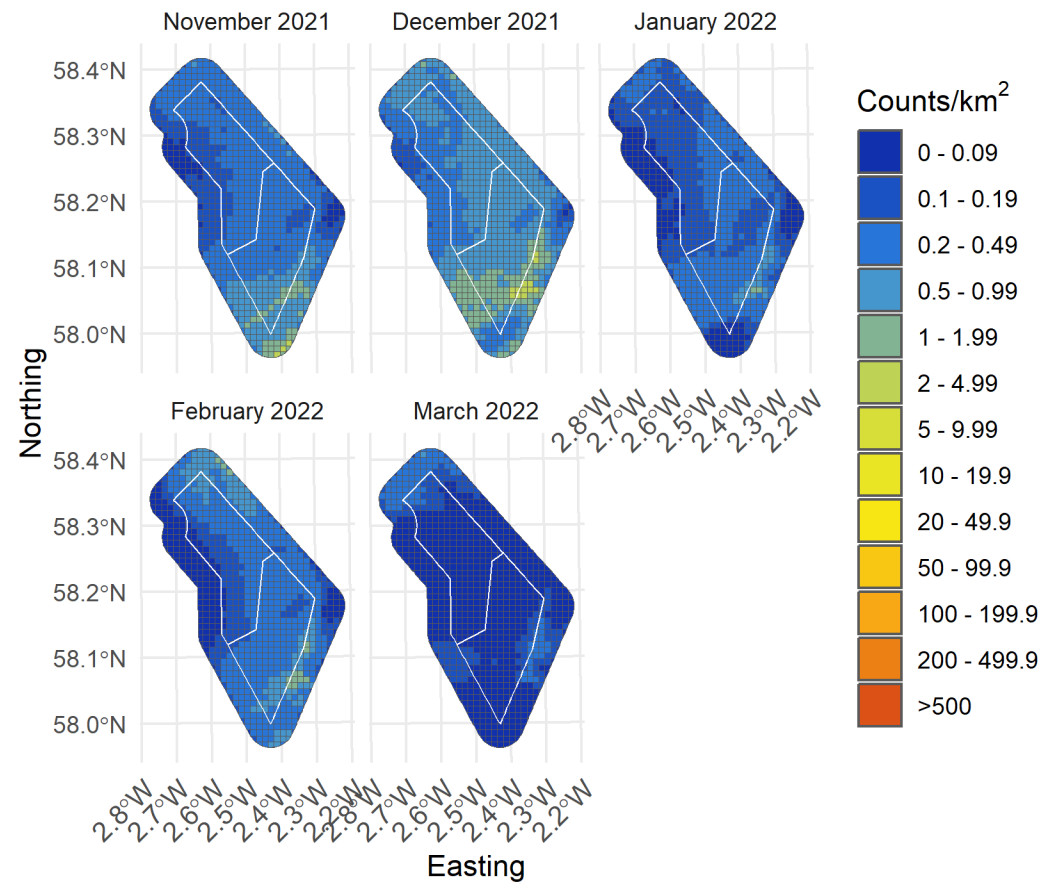 November 2021
December 2021
January 2022
58.4°N
58.3°N
58.2°N
58.1°N
58.0°N
Counts/km²
0 - 0.09
0.1 - 0.19
0.2 - 0.49
0.5 - 0.99
1 - 1.99
2 - 4.99
5 - 9.99
10 - 19.9
20 - 49.9
50 - 99.9
100 - 199.9
200 - 499.9
>500
Northing
2.8°W
2.7°W
2.6°W
2.5°W
2.4°W
2.3°W
2.2°W
February 2022
March 2022
58.4°N
58.3°N
58.2°N
58.1°N
58.0°N
2.8°W
2.7°W
2.6°W
2.5°W
2.4°W
2.3°W
2.2°W
2.8°W
2.7°W
2.6°W
2.5°W
2.4°W
2.3°W
2.2°W
Easting